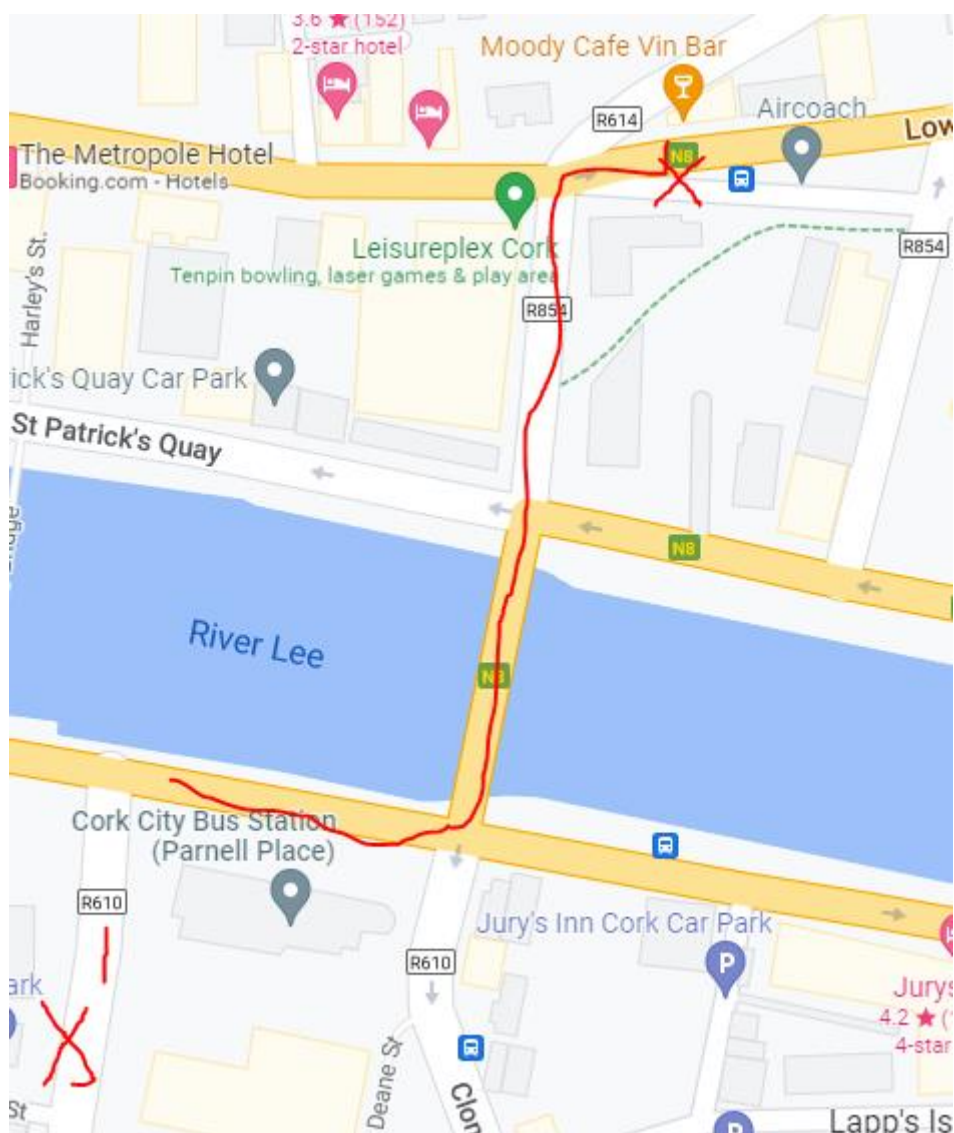 3.6 ★ (152)
2-star hotel
Moody Cafe Vin Bar
R614
Aircoach
Low
The Metropole Hotel
Booking.com - Hotels
N8
Leisureplex Cork
Tenpin bowling, laser games & play area
R854
R854
Harley's St.
rick's Quay Car Park
St Patrick's Quay
N8
River Lee
N8
Cork City Bus Station
(Parnell Place)
R610
Jury's Inn Cork Car Park
P
R610
ark
Jurys
4.2 ★ (
4-star
St
Deane St
Clon
P
Lapp's Is